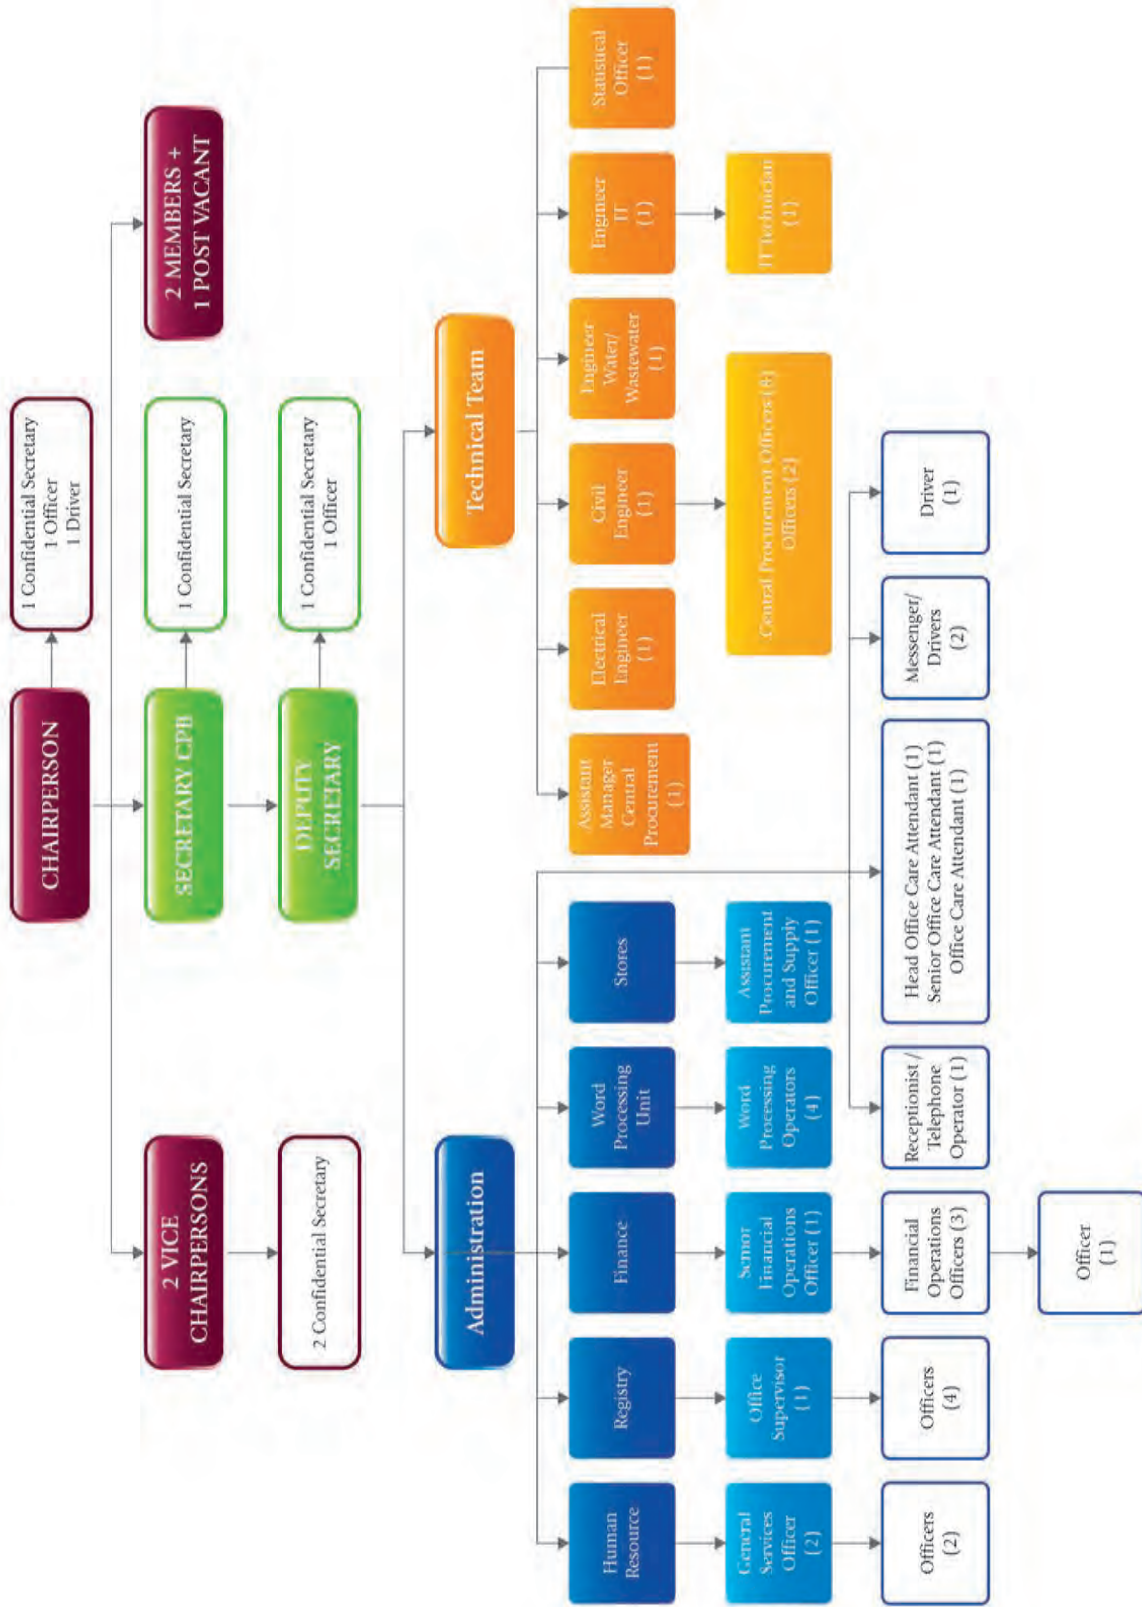 CHAIRPERSON
1 Confidential Secretary
1 Officer
1 Driver
2 VICE
CHAIRPERSONS
SECRETARY CPB
1 Confidential Secretary
2 MEMBERS +
1 POST VACANT
2 Confidential Secretary
DEPUTY
SECRETARY
1 Confidential Secretary
1 Officer
Administration
Technical Team
Human
Resource
Registry
Finance
Word
Processing
Unit
Stores
Assistant
Manager
Central
Procurement
(1)
Electrical
Engineer
(1)
Civil
Engineer
(1)
Engineer
Water/
Wastewater
(1)
Engineer
IT
(1)
Statistical
Officer
(1)
General
Services
Officer
(2)
Office
Supervisor
(1)
Senior
Financial
Operations
Officer (1)
Word
Processing
Operators
(4)
Assistant
Procurement
and Supply
Officer (1)
Central Procurement Officers (6)
Officers (2)
IT Technician
(1)
Officers
(2)
Officers
(4)
Financial
Operations
Officers (3)
Receptionist /
Telephone
Operator (1)
Head Office Care Attendant (1)
Senior Office Care Attendant (1)
Office Care Attendant (1)
Messenger/
Drivers
(2)
Driver
(1)
Officer
(1)